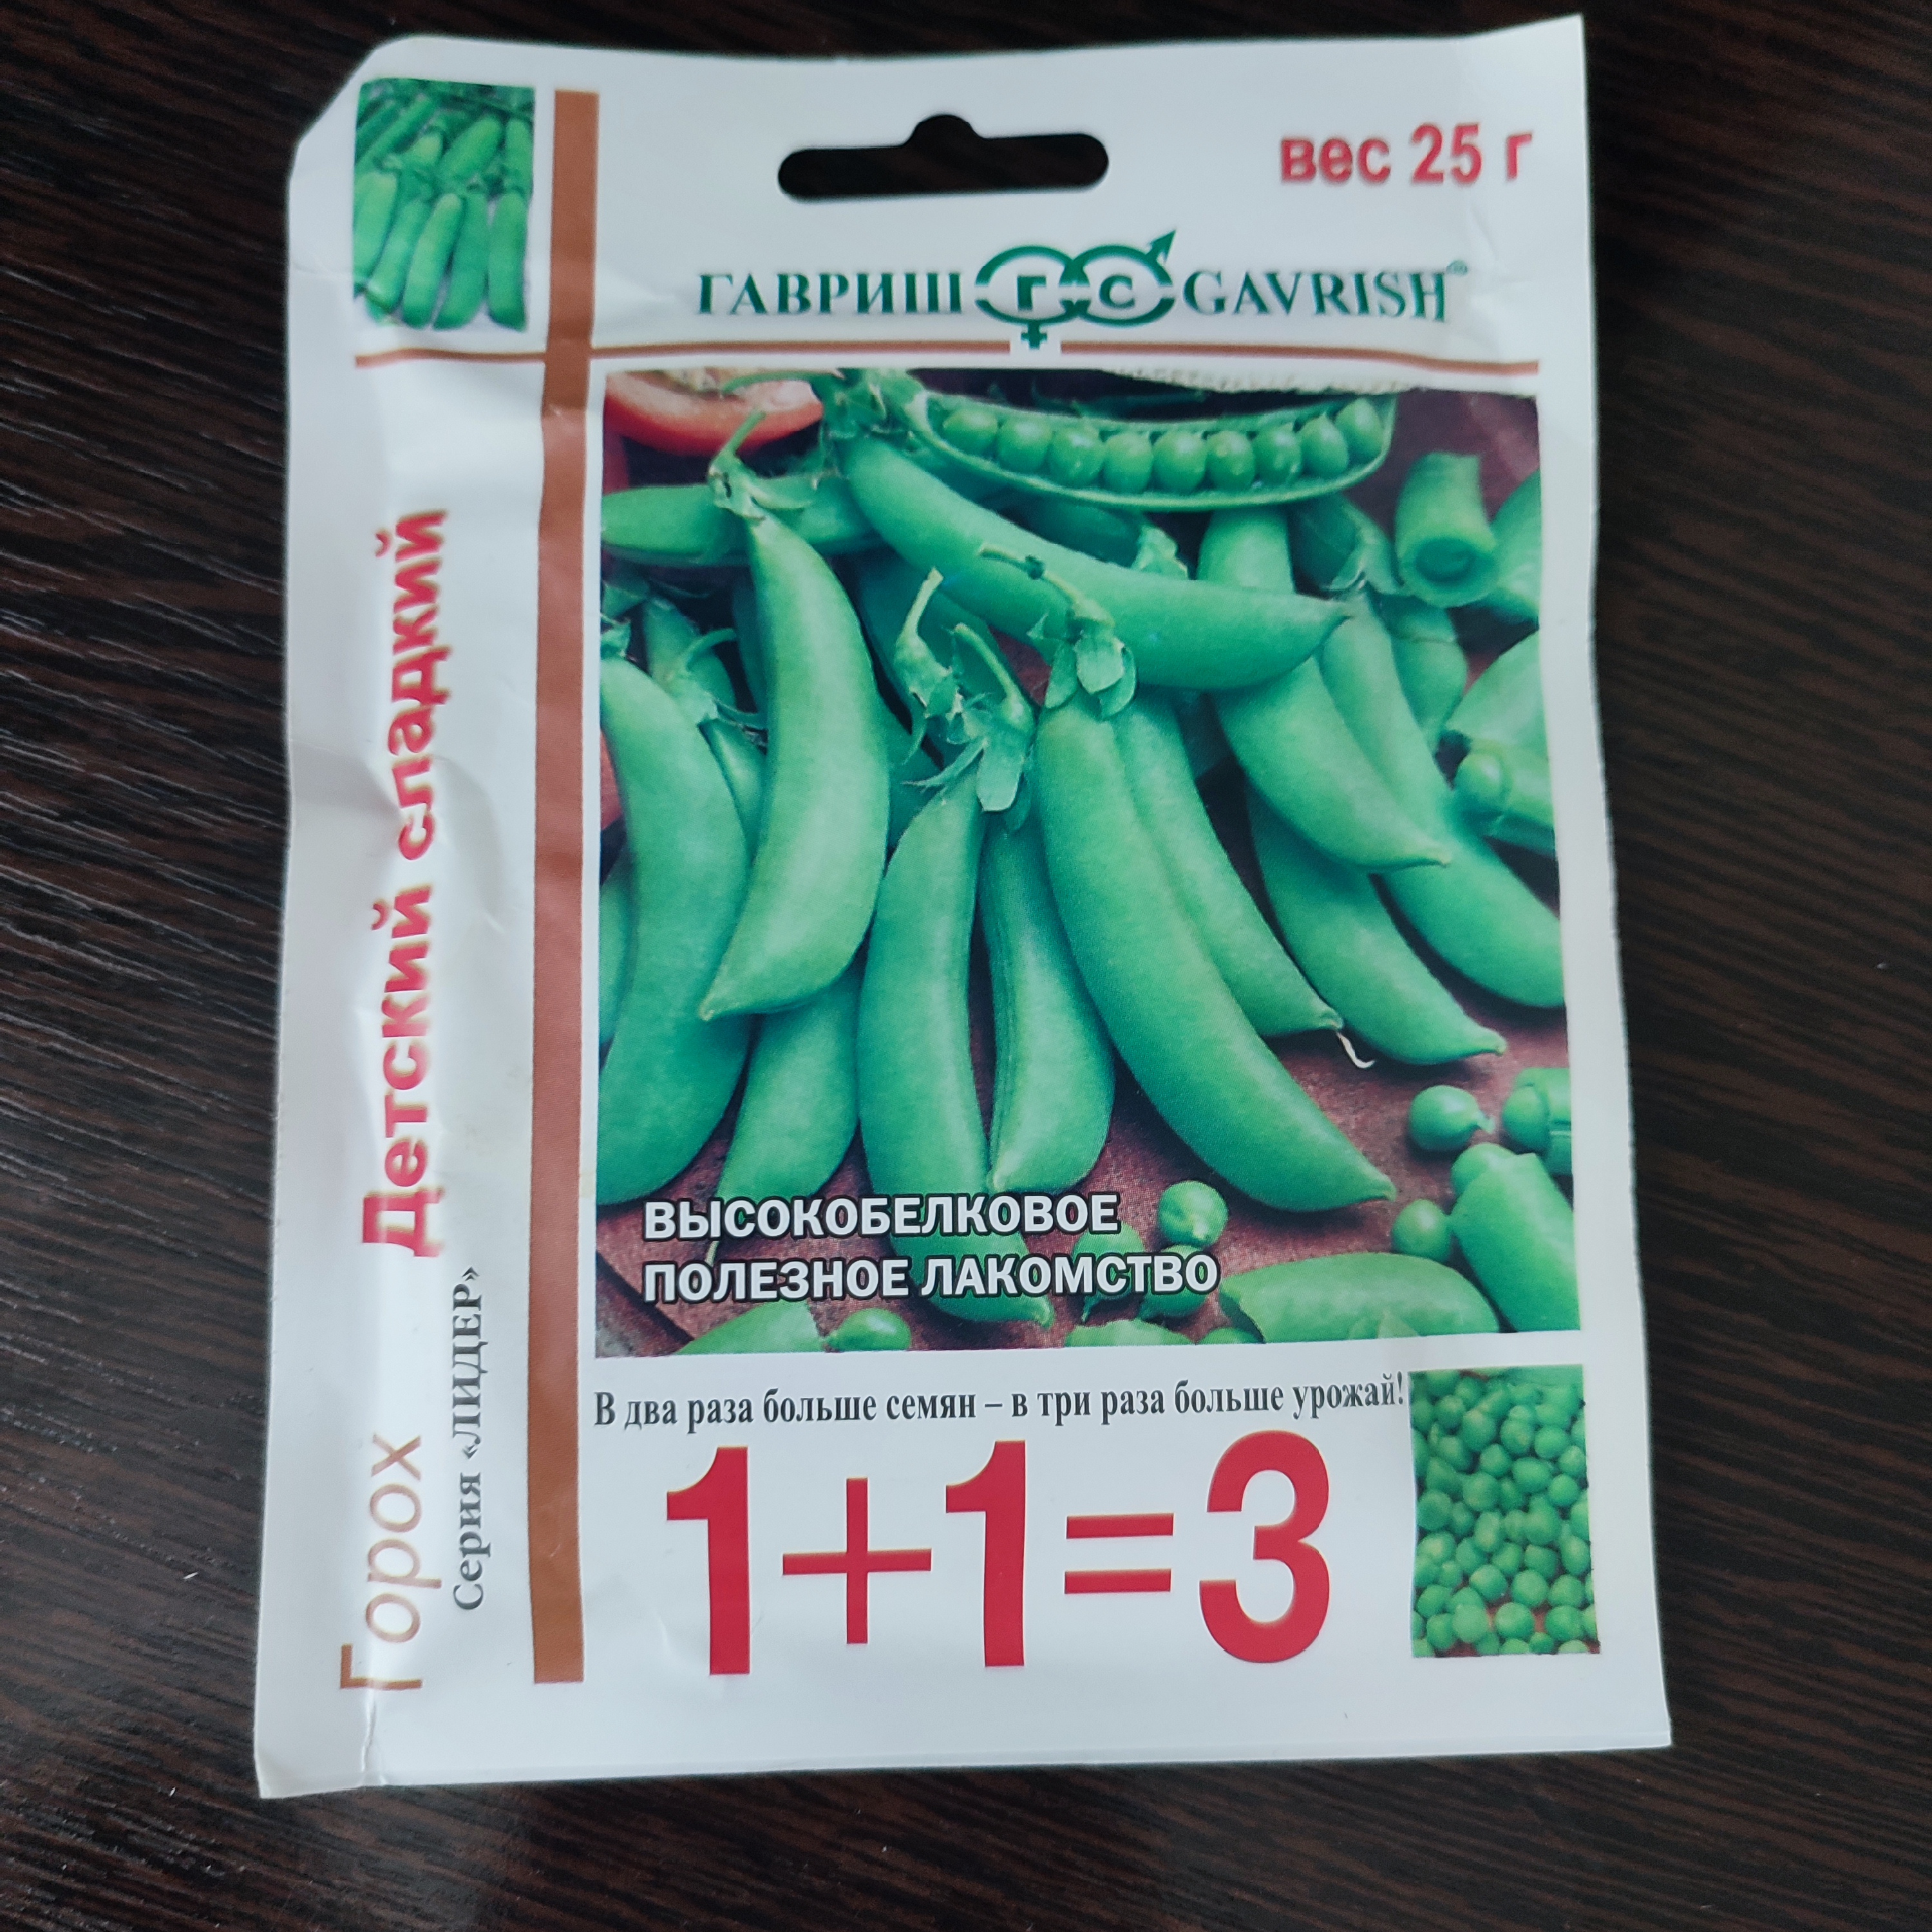 вес 25 г
ГАВРИШ ГС GAVRISH®
Горох Детский сладкий
Серия «ЛИДЕР»
ВЫСОКОБЕЛКОВОЕ
ПОЛЕЗНОЕ ЛАКОМСТВО
В два раза больше семян – в три раза больше урожай!
1+1=3